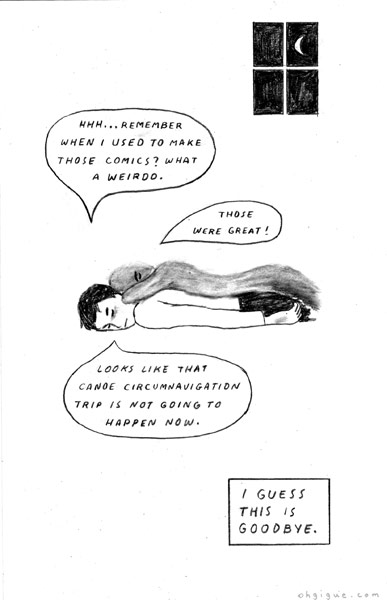 HHH... REMEMBER
WHEN I USED TO MAKE
THOSE COMICS? WHAT
A WEIRDO.
THOSE
WERE GREAT!
LOOKS LIKE THAT
CANOE CIRCUMNAVIGATION
TRIP IS NOT GOING TO
HAPPEN NOW.
I GUESS
THIS IS
GOODBYE.
ohgigue.com